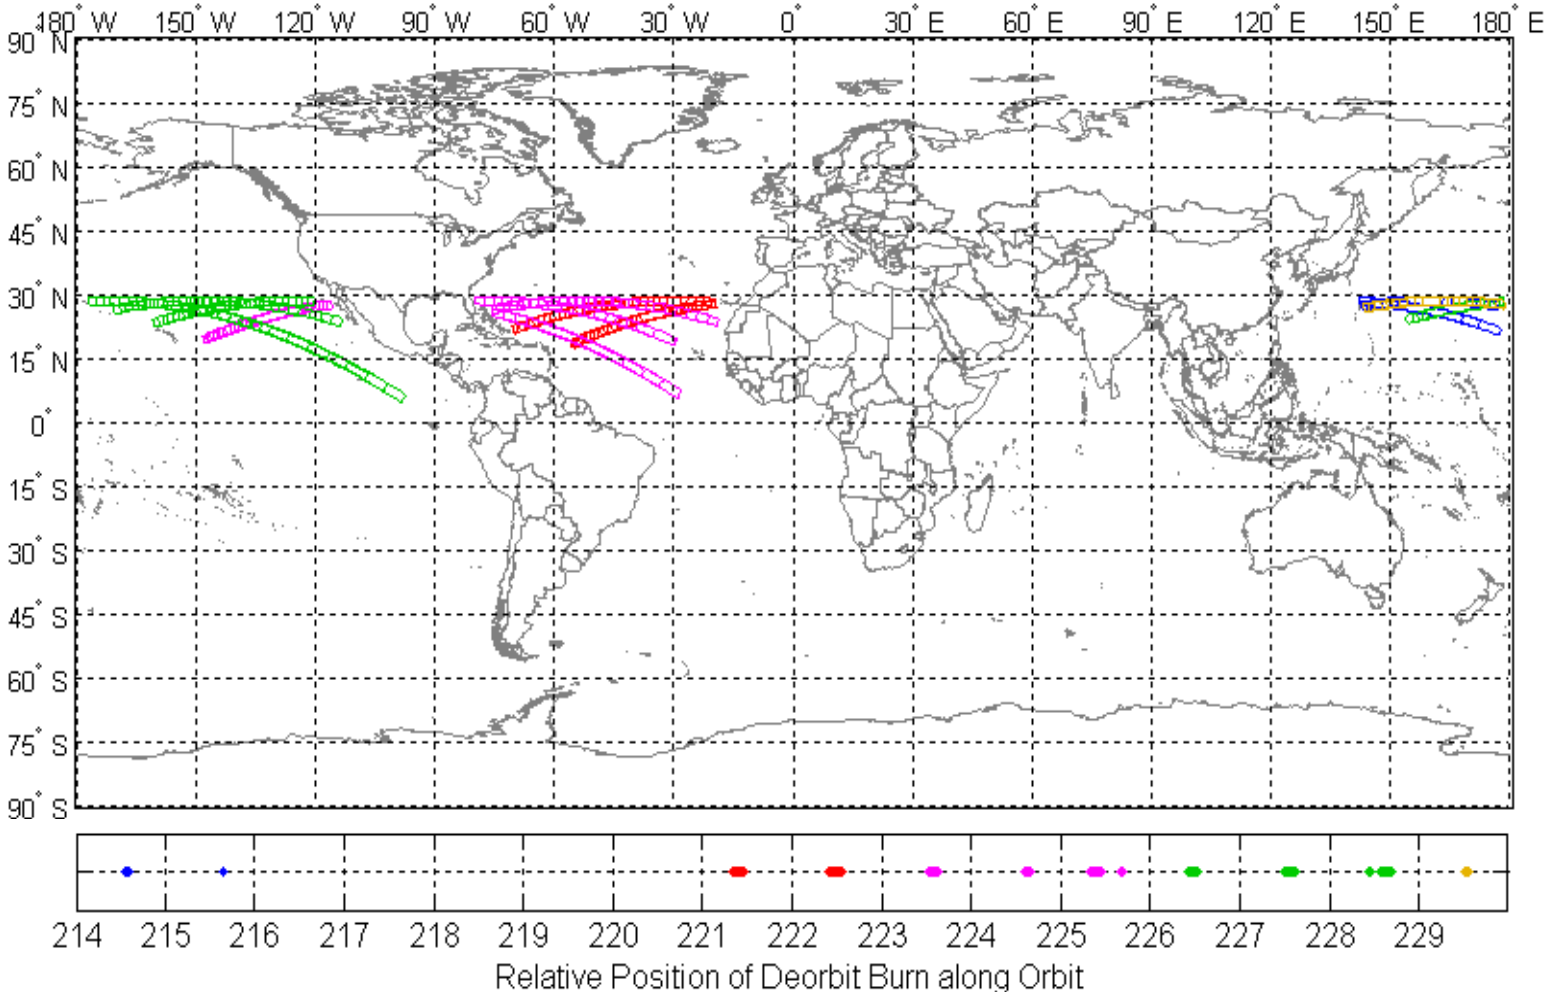 180° W 150° W 120° W 90° W 60° W 30° W 0° 30° E 60° E 90° E 120° E 150° E 180° E
90° N
75° N
60° N
45° N
30° N
15° N
0°
15° S
30° S
45° S
60° S
75° S
90° S
214 215 216 217 218 219 220 221 222 223 224 225 226 227 228 229
Relative Position of Deorbit Burn along Orbit